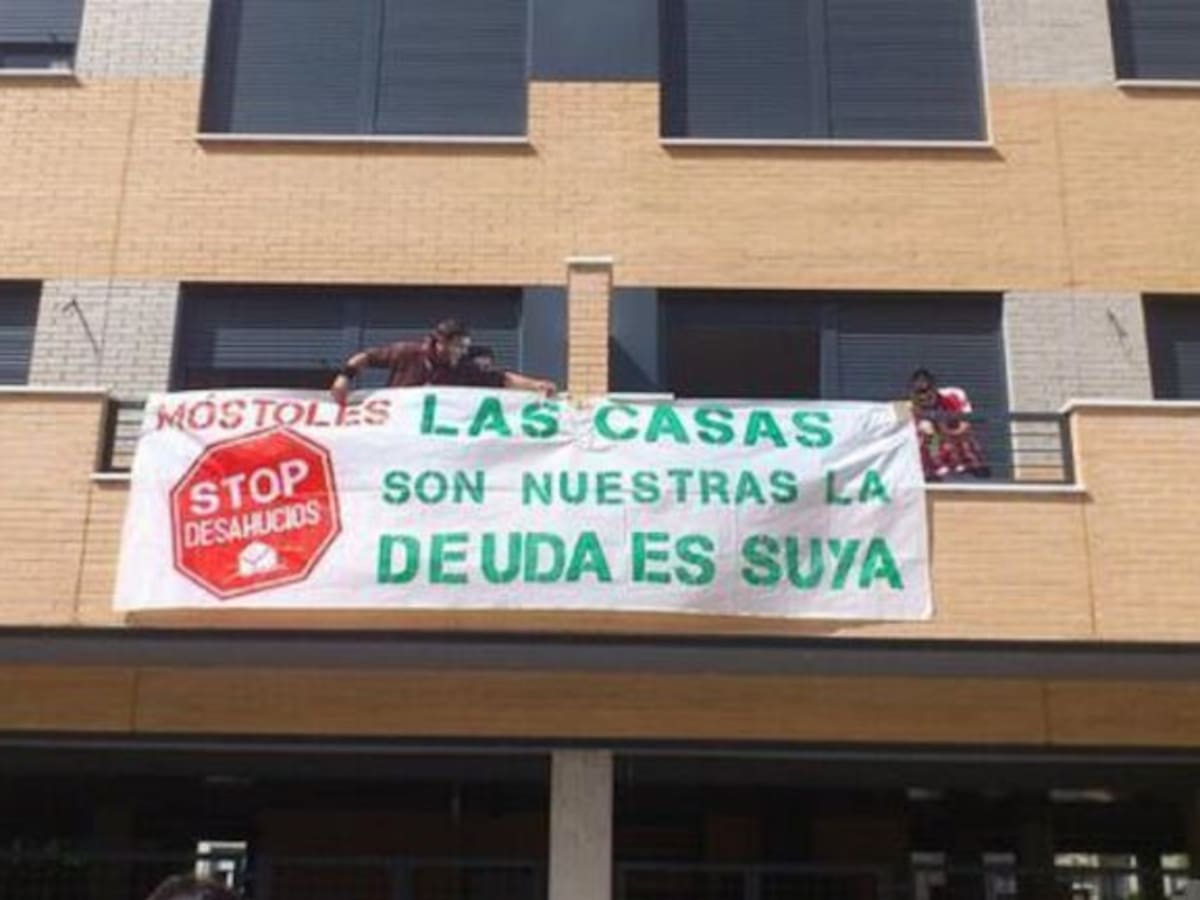 MÓSTOLES
STOP
DESAHUCIOS
LAS CASAS
SON NUESTRAS LA
DEUDA ES SUYA